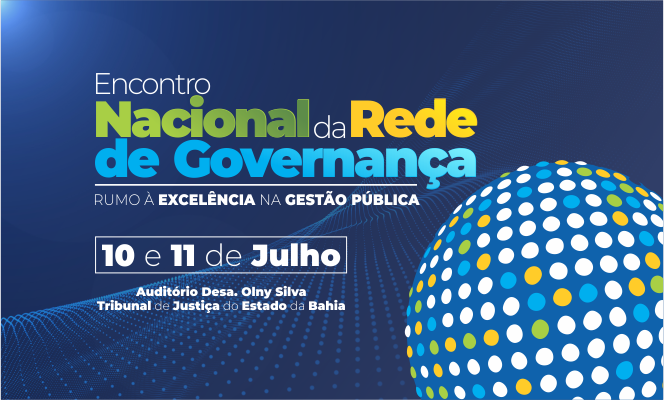 Encontro
Nacional da Rede
de Governança
RUMO À EXCELÊNCIA NA GESTÃO PÚBLICA
10 e 11 de Julho
Auditório Desa. Olny Silva
Tribunal de Justiça do Estado da Bahia